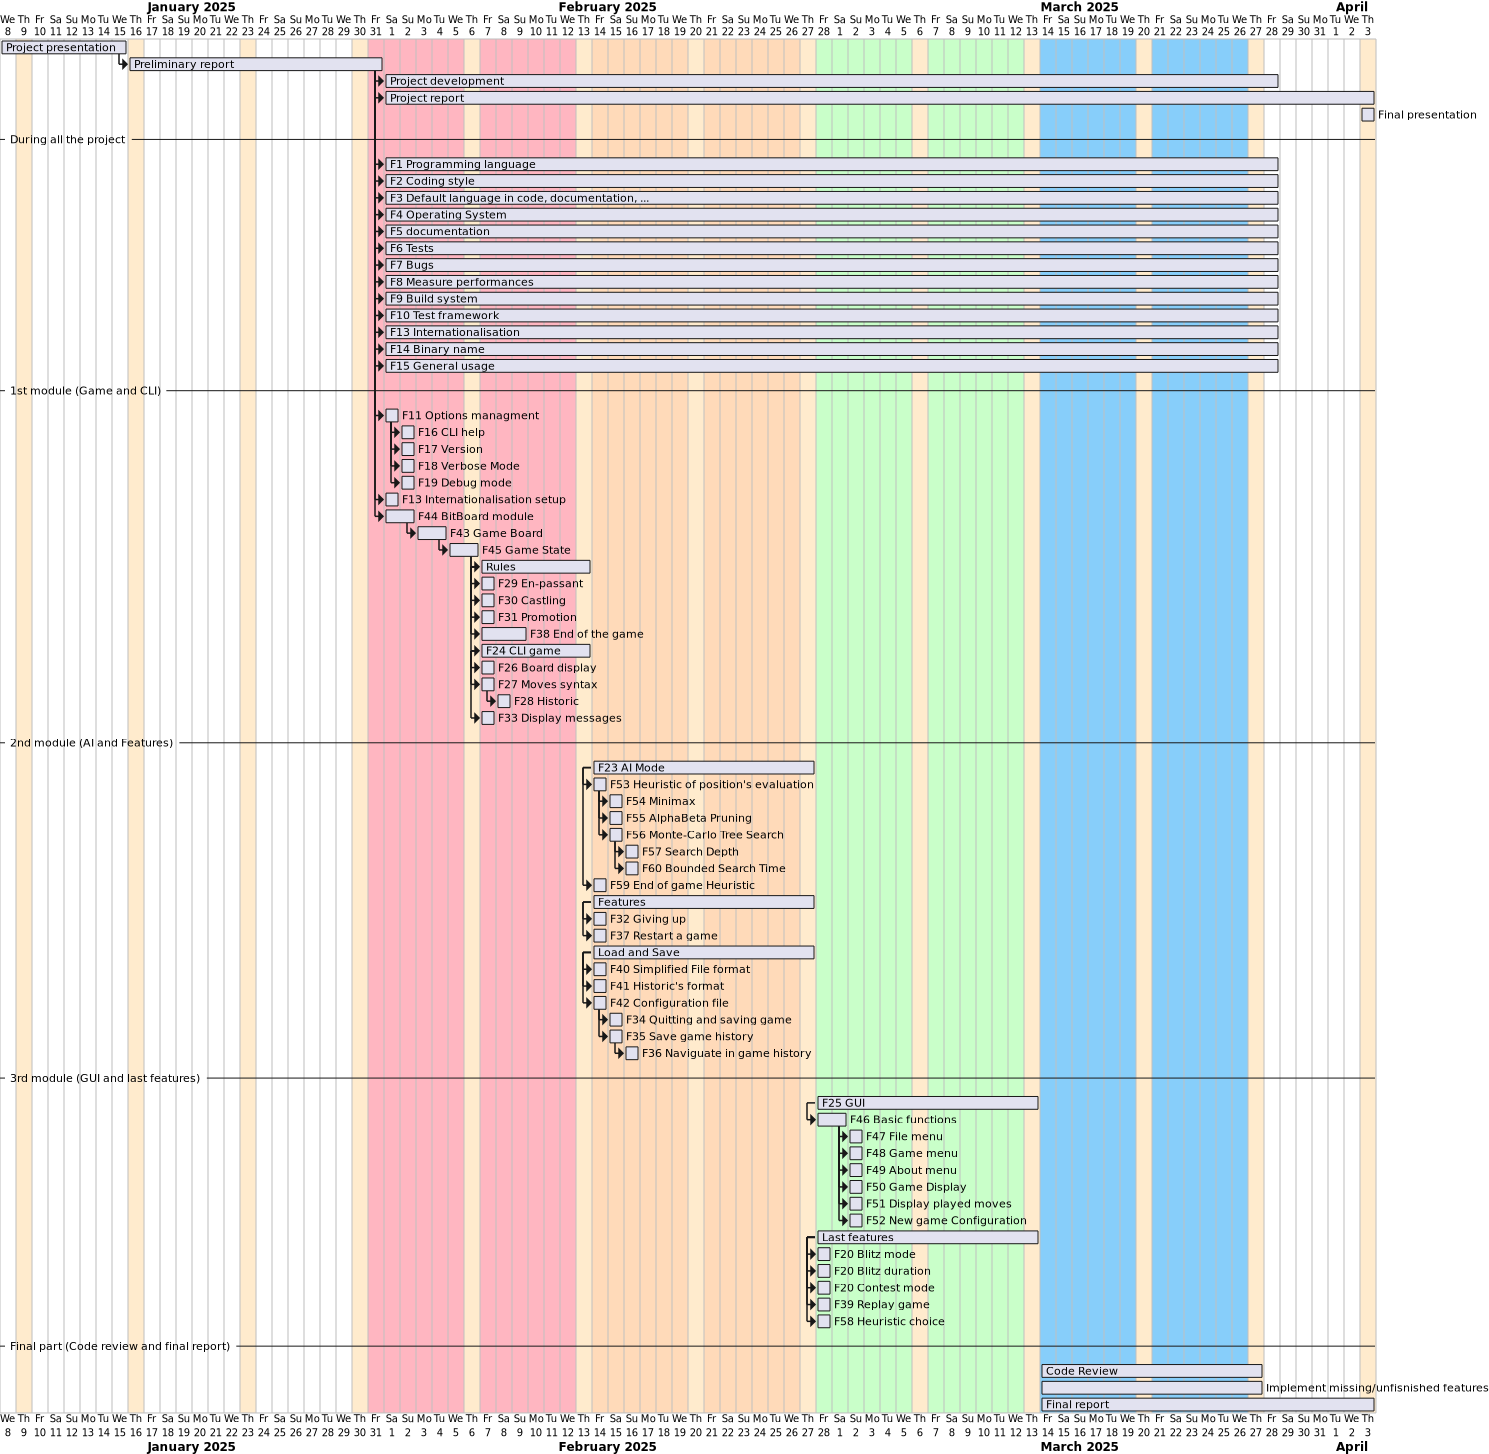 January 2025 February 2025 March 2025 April
We Th Fr Sa Su Mo Tu We Th Fr Sa Su Mo Tu We Th Fr Sa Su Mo Tu We Th Fr Sa Su Mo Tu We Th Fr Sa Su Mo Tu We Th Fr Sa Su Mo Tu We Th Fr Sa Su Mo Tu We Th Fr Sa Su Mo Tu We Th Fr Sa Su Mo Tu We Th Fr Sa Su Mo Tu We Th Fr Sa Su Mo Tu We Th Fr Sa Su Mo Tu We Th
8 9 10 11 12 13 14 15 16 17 18 19 20 21 22 23 24 25 26 27 28 29 30 31 1 2 3 4 5 6 7 8 9 10 11 12 13 14 15 16 17 18 19 20 21 22 23 24 25 26 27 28 1 2 3 4 5 6 7 8 9 10 11 12 13 14 15 16 17 18 19 20 21 22 23 24 25 26 27 28 29 30 31 1 2 3
Project presentation
Preliminary report
Project development
Project report
Final presentation
During all the project
F1 Programming language
F2 Coding style
F3 Default language in code, documentation, ...
F4 Operating System
F5 documentation
F6 Tests
F7 Bugs
F8 Measure performances
F9 Build system
F10 Test framework
F13 Internationalisation
F14 Binary name
F15 General usage
1st module (Game and CLI)
F11 Options managment
F16 CLI help
F17 Version
F18 Verbose Mode
F19 Debug mode
F13 Internationalisation setup
F44 BitBoard module
F43 Game Board
F45 Game State
Rules
F29 En-passant
F30 Castling
F31 Promotion
F38 End of the game
F24 CLI game
F26 Board display
F27 Moves syntax
F28 Historic
F33 Display messages
2nd module (AI and Features)
F23 AI Mode
F53 Heuristic of position's evaluation
F54 Minimax
F55 AlphaBeta Pruning
F56 Monte-Carlo Tree Search
F57 Search Depth
F60 Bounded Search Time
F59 End of game Heuristic
Features
F32 Giving up
F37 Restart a game
Load and Save
F40 Simplified File format
F41 Historic's format
F42 Configuration file
F34 Quitting and saving game
F35 Save game history
F36 Naviguate in game history
3rd module (GUI and last features)
F25 GUI
F46 Basic functions
F47 File menu
F48 Game menu
F49 About menu
F50 Game Display
F51 Display played moves
F52 New game Configuration
Last features
F20 Blitz mode
F20 Blitz duration
F20 Contest mode
F39 Replay game
F58 Heuristic choice
Final part (Code review and final report)
Code Review
Implement missing/unfisnished features
Final report
We Th Fr Sa Su Mo Tu We Th Fr Sa Su Mo Tu We Th Fr Sa Su Mo Tu We Th Fr Sa Su Mo Tu We Th Fr Sa Su Mo Tu We Th Fr Sa Su Mo Tu We Th Fr Sa Su Mo Tu We Th Fr Sa Su Mo Tu We Th Fr Sa Su Mo Tu We Th Fr Sa Su Mo Tu We Th Fr Sa Su Mo Tu We Th Fr Sa Su Mo Tu We Th
8 9 10 11 12 13 14 15 16 17 18 19 20 21 22 23 24 25 26 27 28 29 30 31 1 2 3 4 5 6 7 8 9 10 11 12 13 14 15 16 17 18 19 20 21 22 23 24 25 26 27 28 1 2 3 4 5 6 7 8 9 10 11 12 13 14 15 16 17 18 19 20 21 22 23 24 25 26 27 28 29 30 31 1 2 3
January 2025 February 2025 March 2025 April